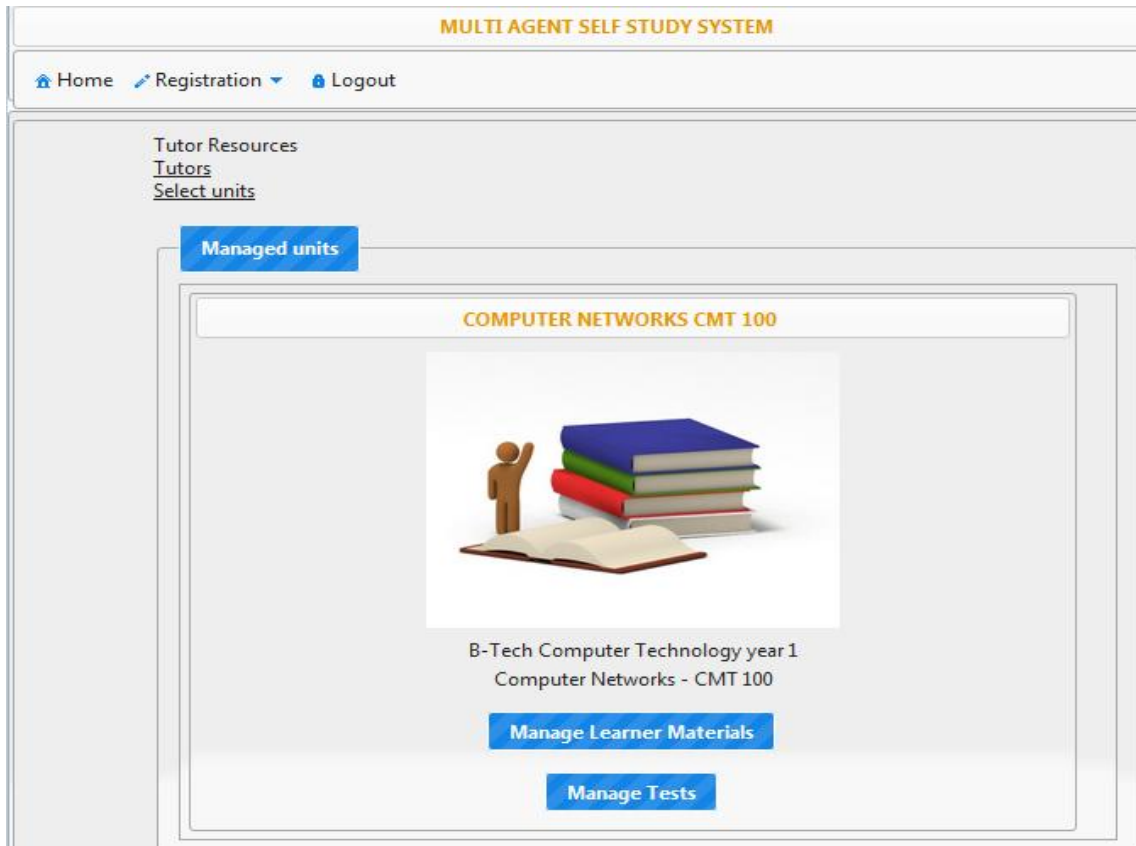 MULTI AGENT SELF STUDY SYSTEM
Home Registration Logout
Tutor Resources
Tutors
Select units
Managed units
COMPUTER NETWORKS CMT 100
B-Tech Computer Technology year 1
Computer Networks - CMT 100
Manage Learner Materials
Manage Tests